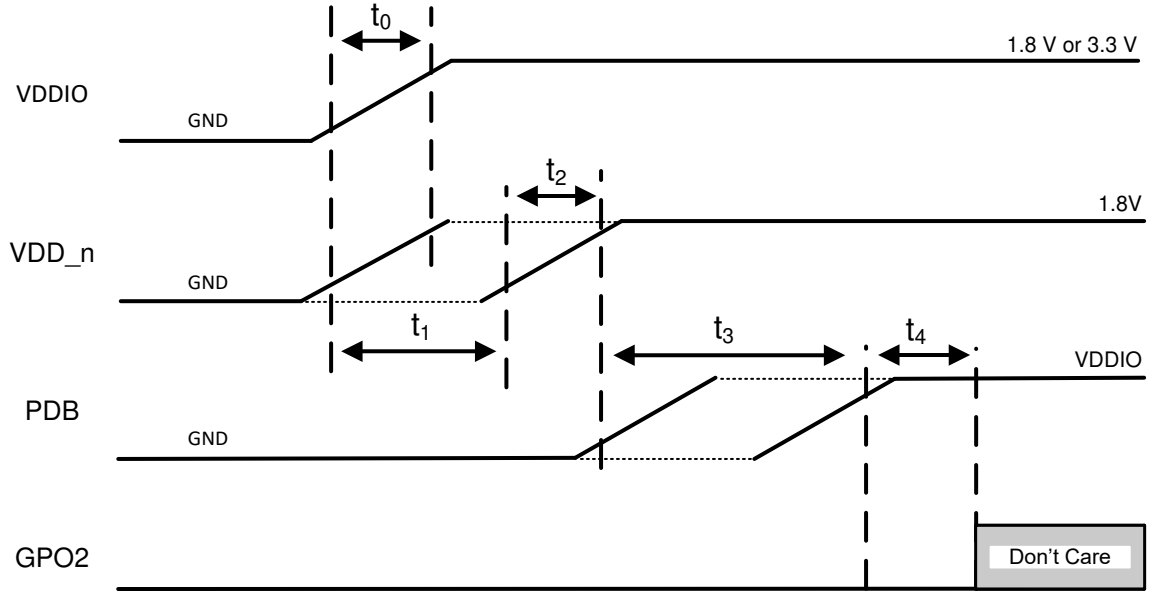 t0
1.8 V or 3.3 V
VDDIO
GND
t2
1.8V
VDD_n
GND
t1
t3
t4
VDDIO
PDB
GND
GPO2
Don't Care